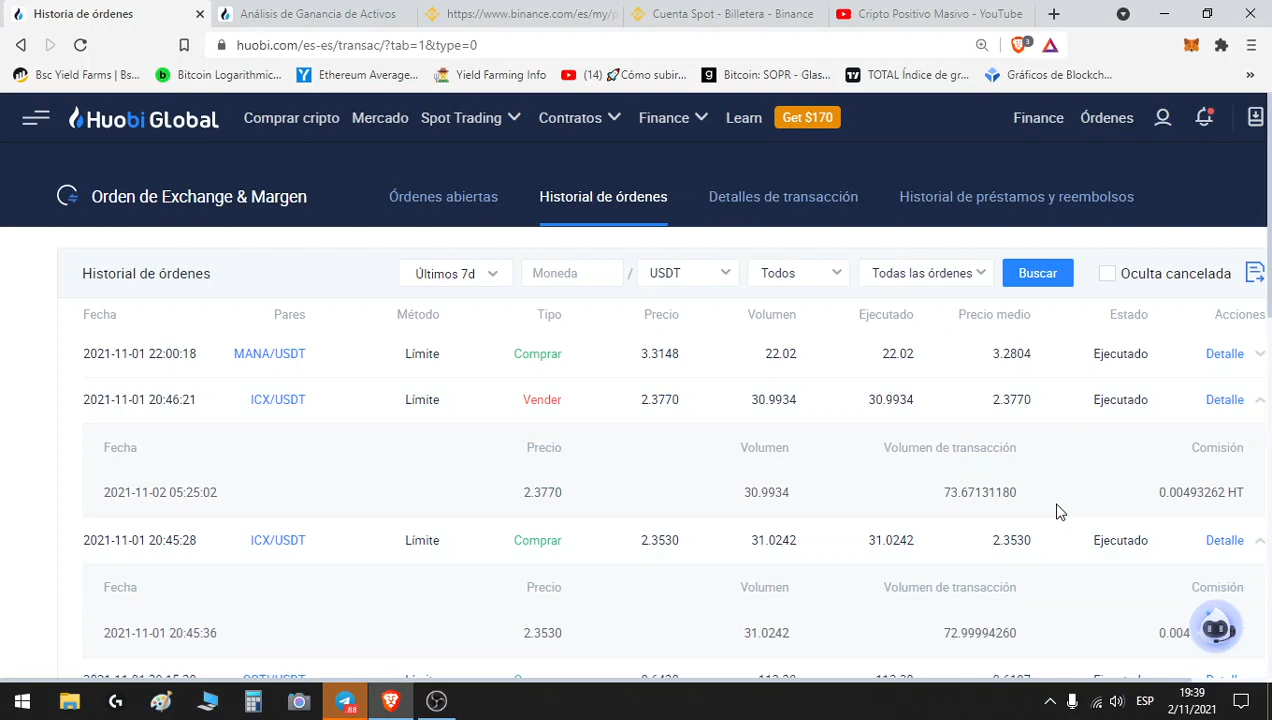 Historial de órdenes
Análisis de Ganancia de Activos
https://www.binance.com/es/my/p
Cuenta Spot - Billetera - Binance
Cripto Positivo Masivo - YouTube
huobi.com/es-es/transac/?tab=1&type=0
3
Bsc Yield Farms | Bs...
Bitcoin Logarithmic...
Ethereum Average...
Yield Farming Info
(14) 🚀Cómo subir...
Bitcoin: SOPR - Glas...
TOTAL Índice de gr...
Gráficos de Blockch...
»
Huobi Global
Comprar cripto
Mercado
Spot Trading
Contratos
Finance
Learn
Get $170
Finance
Órdenes
Orden de Exchange & Margen
Órdenes abiertas
Historial de órdenes
Detalles de transacción
Historial de préstamos y reembolsos
Historial de órdenes
Últimos 7d
Moneda
/
USDT
Todos
Todas las órdenes
Buscar
Oculta cancelada
Fecha Pares Método Tipo Precio Volumen Ejecutado Precio medio Estado Acciones
2021-11-01 22:00:18 MANA/USDT Límite Comprar 3.3148 22.02 22.02 3.2804 Ejecutado Detalle
2021-11-01 20:46:21 ICX/USDT Límite Vender 2.3770 30.9934 30.9934 2.3770 Ejecutado Detalle
Fecha Precio Volumen Volumen de transacción Comisión
2021-11-02 05:25:02 2.3770 30.9934 73.67131180 0.00493262 HT
2021-11-01 20:45:28 ICX/USDT Límite Comprar 2.3530 31.0242 31.0242 2.3530 Ejecutado Detalle
Fecha Precio Volumen Volumen de transacción Comisión
2021-11-01 20:45:36 2.3530 31.0242 72.99994260 0.004
88
ESP
19:39
2/11/2021